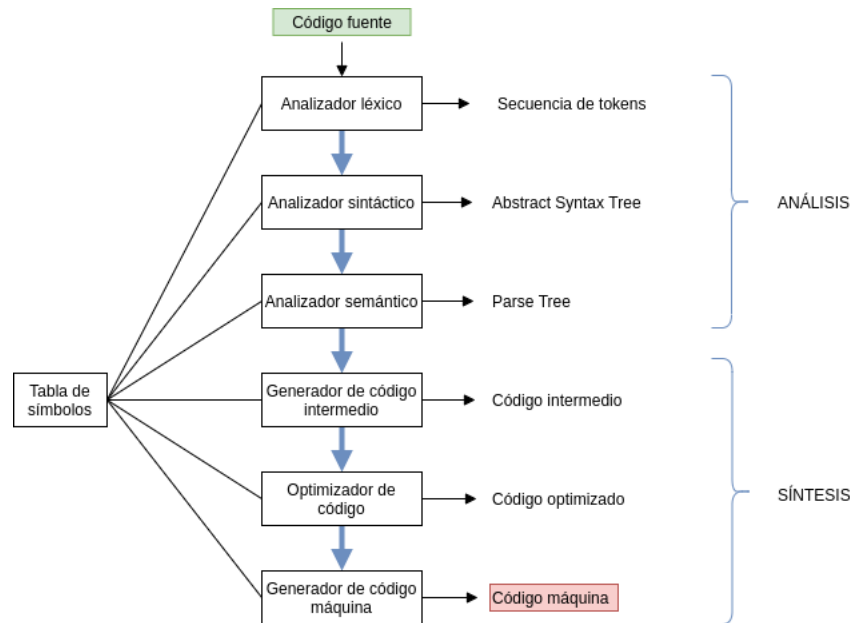 Código fuente
Analizador léxico
Secuencia de tokens
Analizador sintáctico
Abstract Syntax Tree
ANÁLISIS
Analizador semántico
Parse Tree
Tabla de
símbolos
Generador de código
intermedio
Código intermedio
Optimizador de
código
Código optimizado
SÍNTESIS
Generador de código
máquina
Código máquina